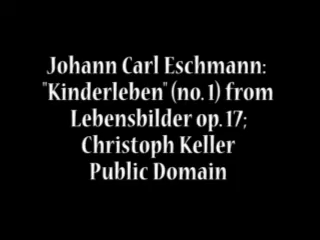 Johann Carl Eschmann:
"Kinderleben" (no. 1) from
Lebensbilder op. 17;
Christoph Keller
Public Domain